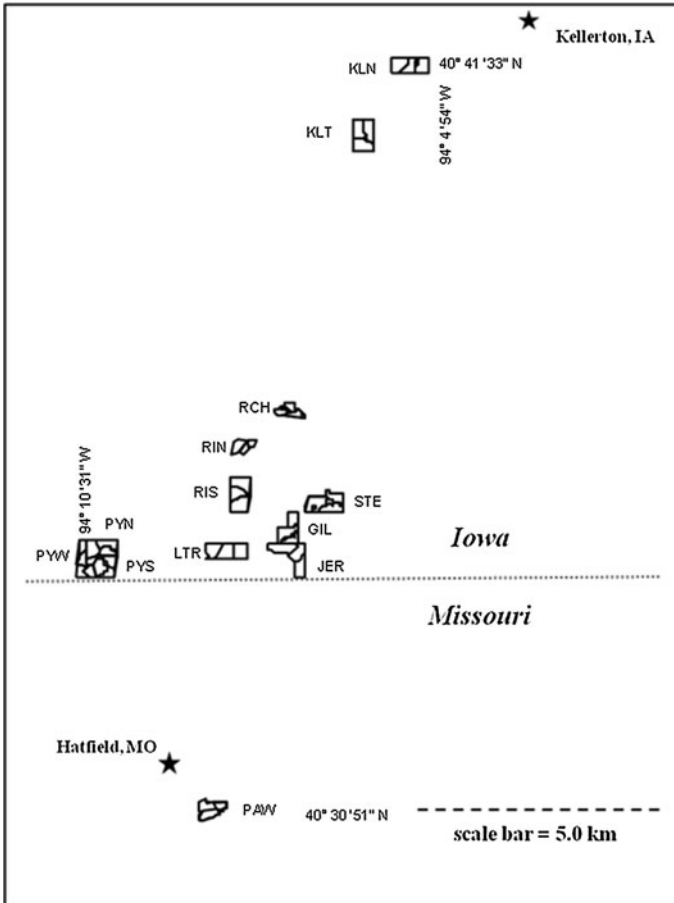 Kellerton, IA
KLN
40° 41 '33" N
94° 4 '54" W
KLT
RCH
RIN
94° 10 '31" W
RIS
STE
PYN
GIL
Iowa
PYW
LTR
PYS
JER
Missouri
Hatfield, MO
PAW
40° 30 '51" N
scale bar = 5.0 km